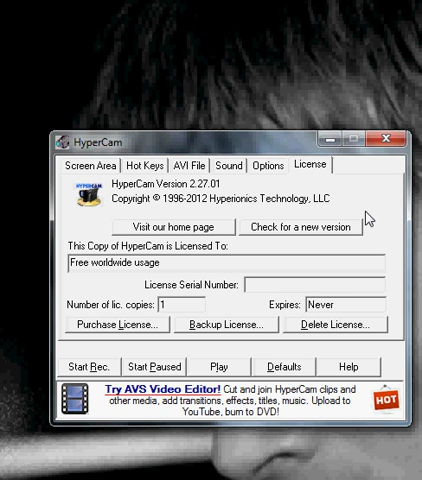 HyperCam
Screen Area Hot Keys AVI File Sound Options License
HYPERCAM
HyperCam Version 2.27.01
Copyright © 1996-2012 Hyperionics Technology, LLC
Visit our home page Check for a new version
This Copy of HyperCam is Licensed To:
Free worldwide usage
License Serial Number:
Number of lic. copies: 1 Expires: Never
Purchase License... Backup License... Delete License...
Start Rec. Start Paused Play Defaults Help
Try AVS Video Editor! Cut and join HyperCam clips and
other media, add transitions, effects, titles, music. Upload to
YouTube, burn to DVD!
HOT